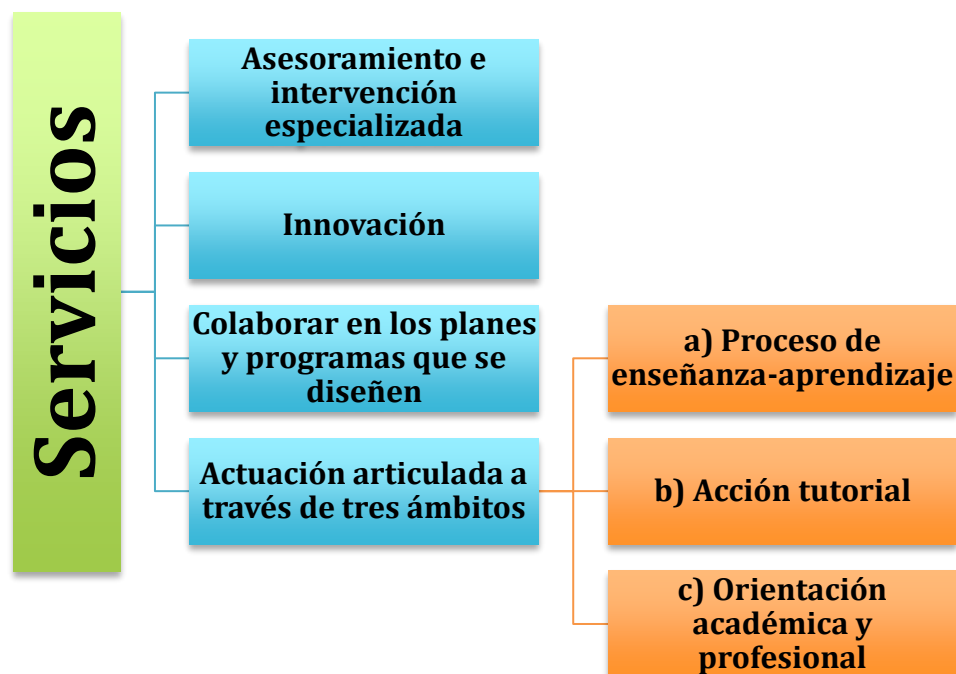 Servicios
Asesoramiento e
intervención
especializada
Innovación
Colaborar en los planes
y programas que se
diseñen
Actuación articulada a
través de tres ámbitos
a) Proceso de
enseñanza-aprendizaje
b) Acción tutorial
c) Orientación
académica y
profesional